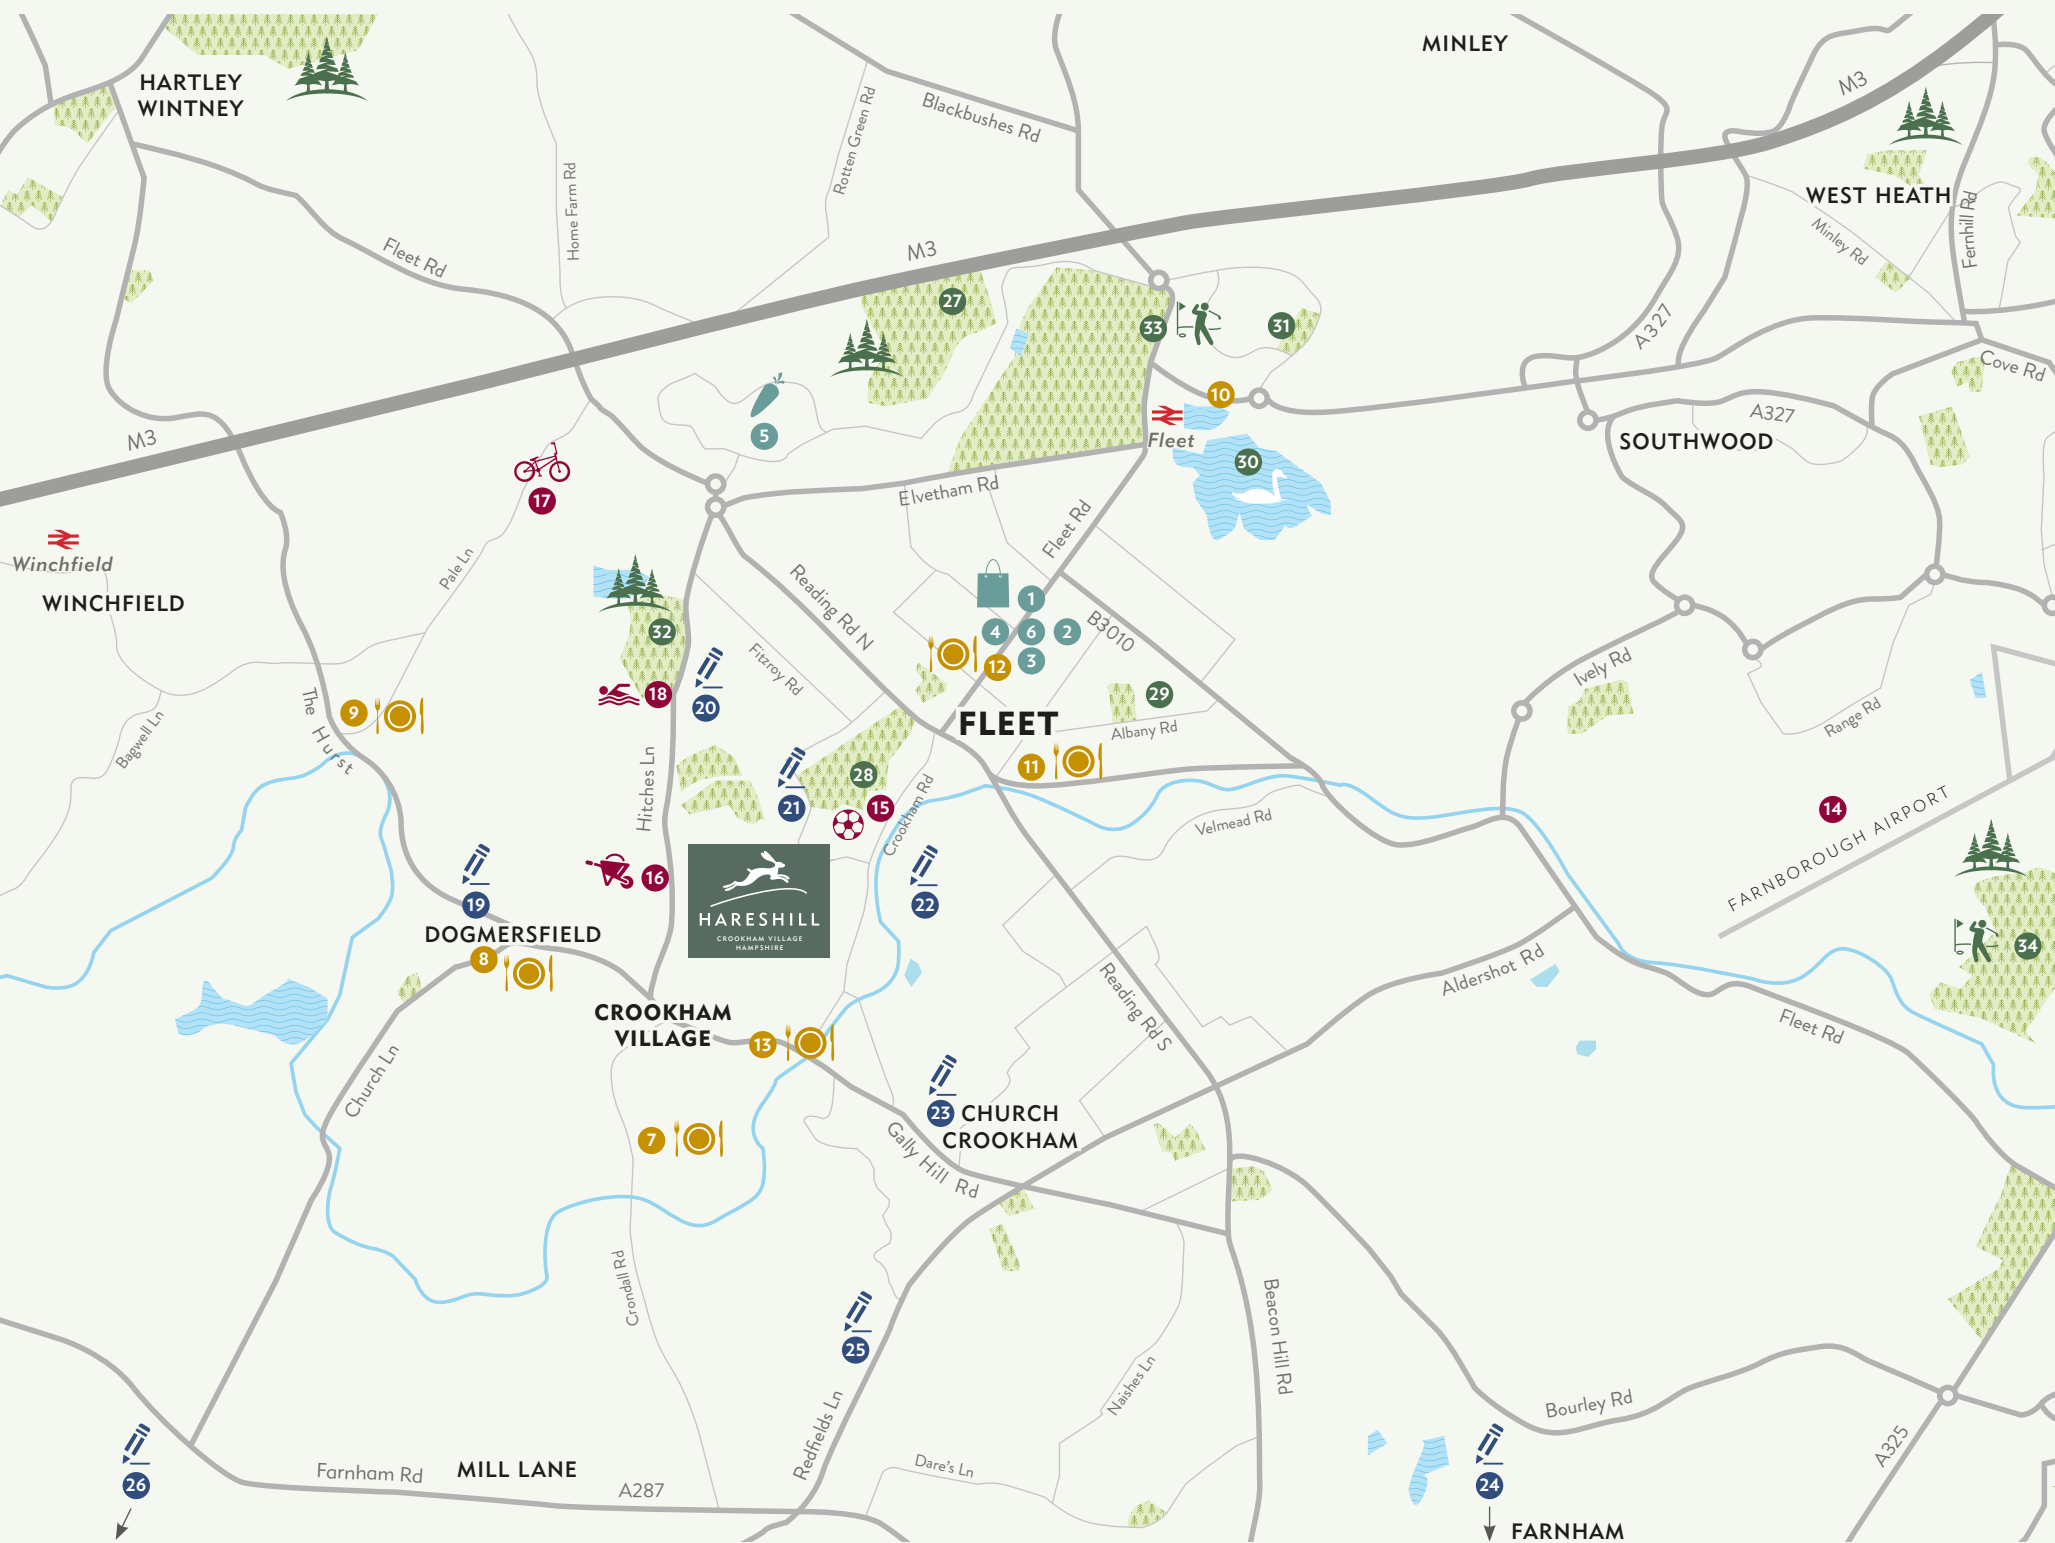 MINLEY
HARTLEY
WINTNEY
M3
Blackbushes Rd
Rotten Green Rd
Home Farm Rd
WEST HEATH
Fernhill Rd
Minley Rd
Fleet Rd
M3
27
33
31
A327
Cove Rd
10
5
Fleet
A327
SOUTHWOOD
M3
30
17
Elvetham Rd
Fleet Rd
Winchfield
WINCHFIELD
Pale Ln
Reading Rd N
1
4
6
2
B3010
32
12
3
Fitzroy Rd
Ively Rd
18
20
29
9
The Hurst
FLEET
Albany Rd
Range Rd
Bagwell Ln
11
28
Hitches Ln
21
15
Crookham Rd
Velmead Rd
14
FARNBOROUGH AIRPORT
16
HARESHILL
CROOKHAM VILLAGE
HAMPSHIRE
19
22
DOGMERSFIELD
34
8
Aldershot Rd
Reading Rd S
CROOKHAM
VILLAGE
13
Fleet Rd
Church Ln
23
CHURCH
CROOKHAM
7
Gally Hill Rd
Crondall Rd
25
Beacon Hill Rd
Naishes Ln
Redfields Ln
Bourley Rd
A325
Farnham Rd
MILL LANE
A287
Dare's Ln
26
24
FARNHAM